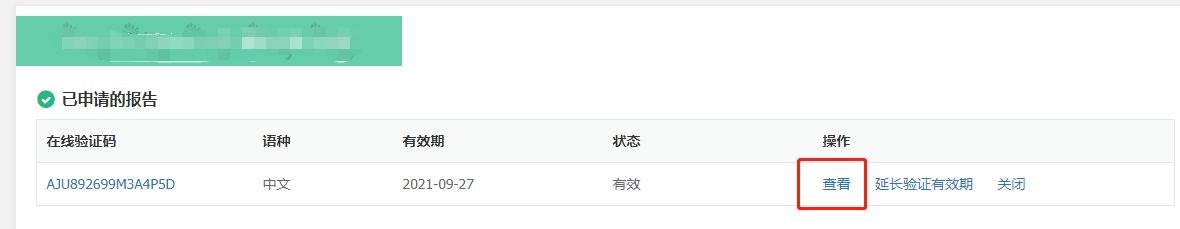 已申请的报告
在线验证码 语种 有效期 状态 操作
AJU892699M3A4P5D 中文 2021-09-27 有效 查看 延长验证有效期 关闭